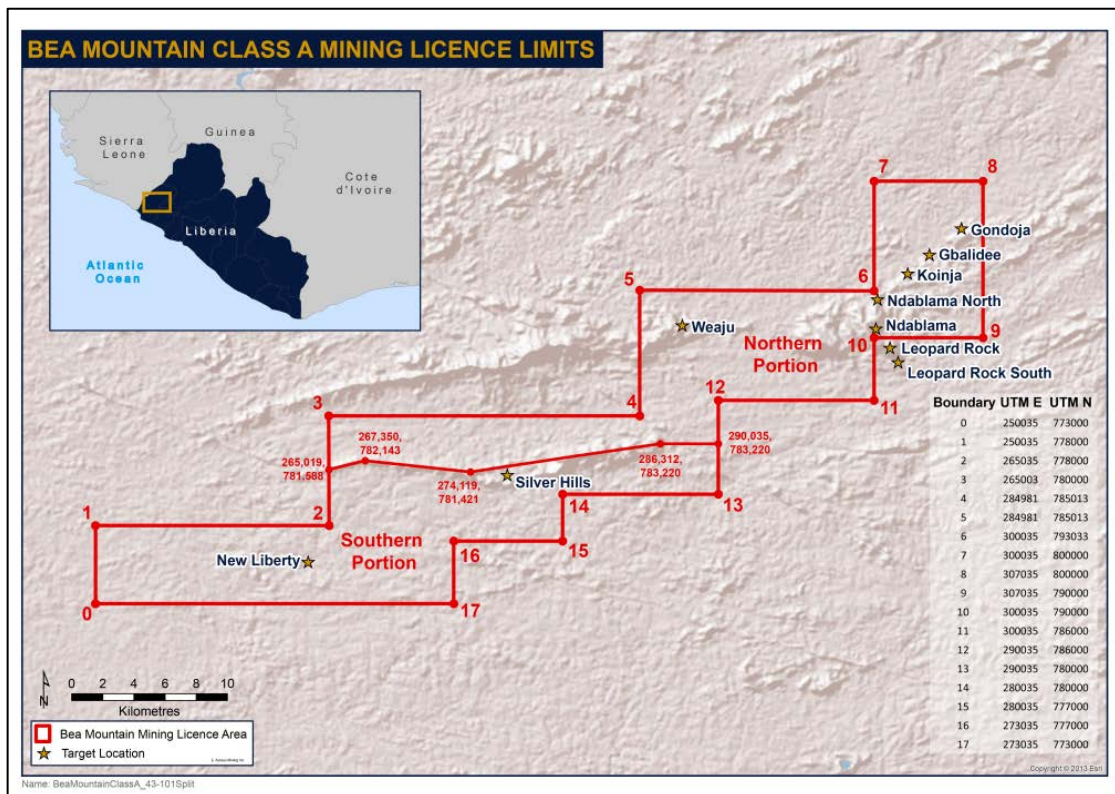 BEA MOUNTAIN CLASS A MINING LICENCE LIMITS
Sierra
Leone
Guinea
Cote
d'Ivoire
Liberia
Atlantic
Ocean
7
8
Gondoja
Gbalidee
Koinja
5
6
Ndablama North
Weaju
Ndablama
9
Northern
Portion
10
Leopard Rock
Leopard Rock South
12
11
3
4
267,350,
782,143
290,035,
783,220
265,019,
781,588
286,312,
783,220
274,119,
781,421
Silver Hills
14
13
1
2
Southern
Portion
16
15
New Liberty
0
17
Boundary UTM E UTM N
0 250035 773000
1 250035 778000
2 265035 778000
3 265003 780000
4 284981 785013
5 284981 785013
6 300035 793033
7 300035 800000
8 307035 800000
9 307035 790000
10 300035 790000
11 300035 786000
12 290035 786000
13 290035 780000
14 280035 780000
15 280035 777000
16 273035 777000
17 273035 773000
N
0 2 4 6 8 10
Kilometres
Bea Mountain Mining Licence Area
Target Location
Copyright © 2013 Esri
Name: BeaMountainClassA_43-101Split